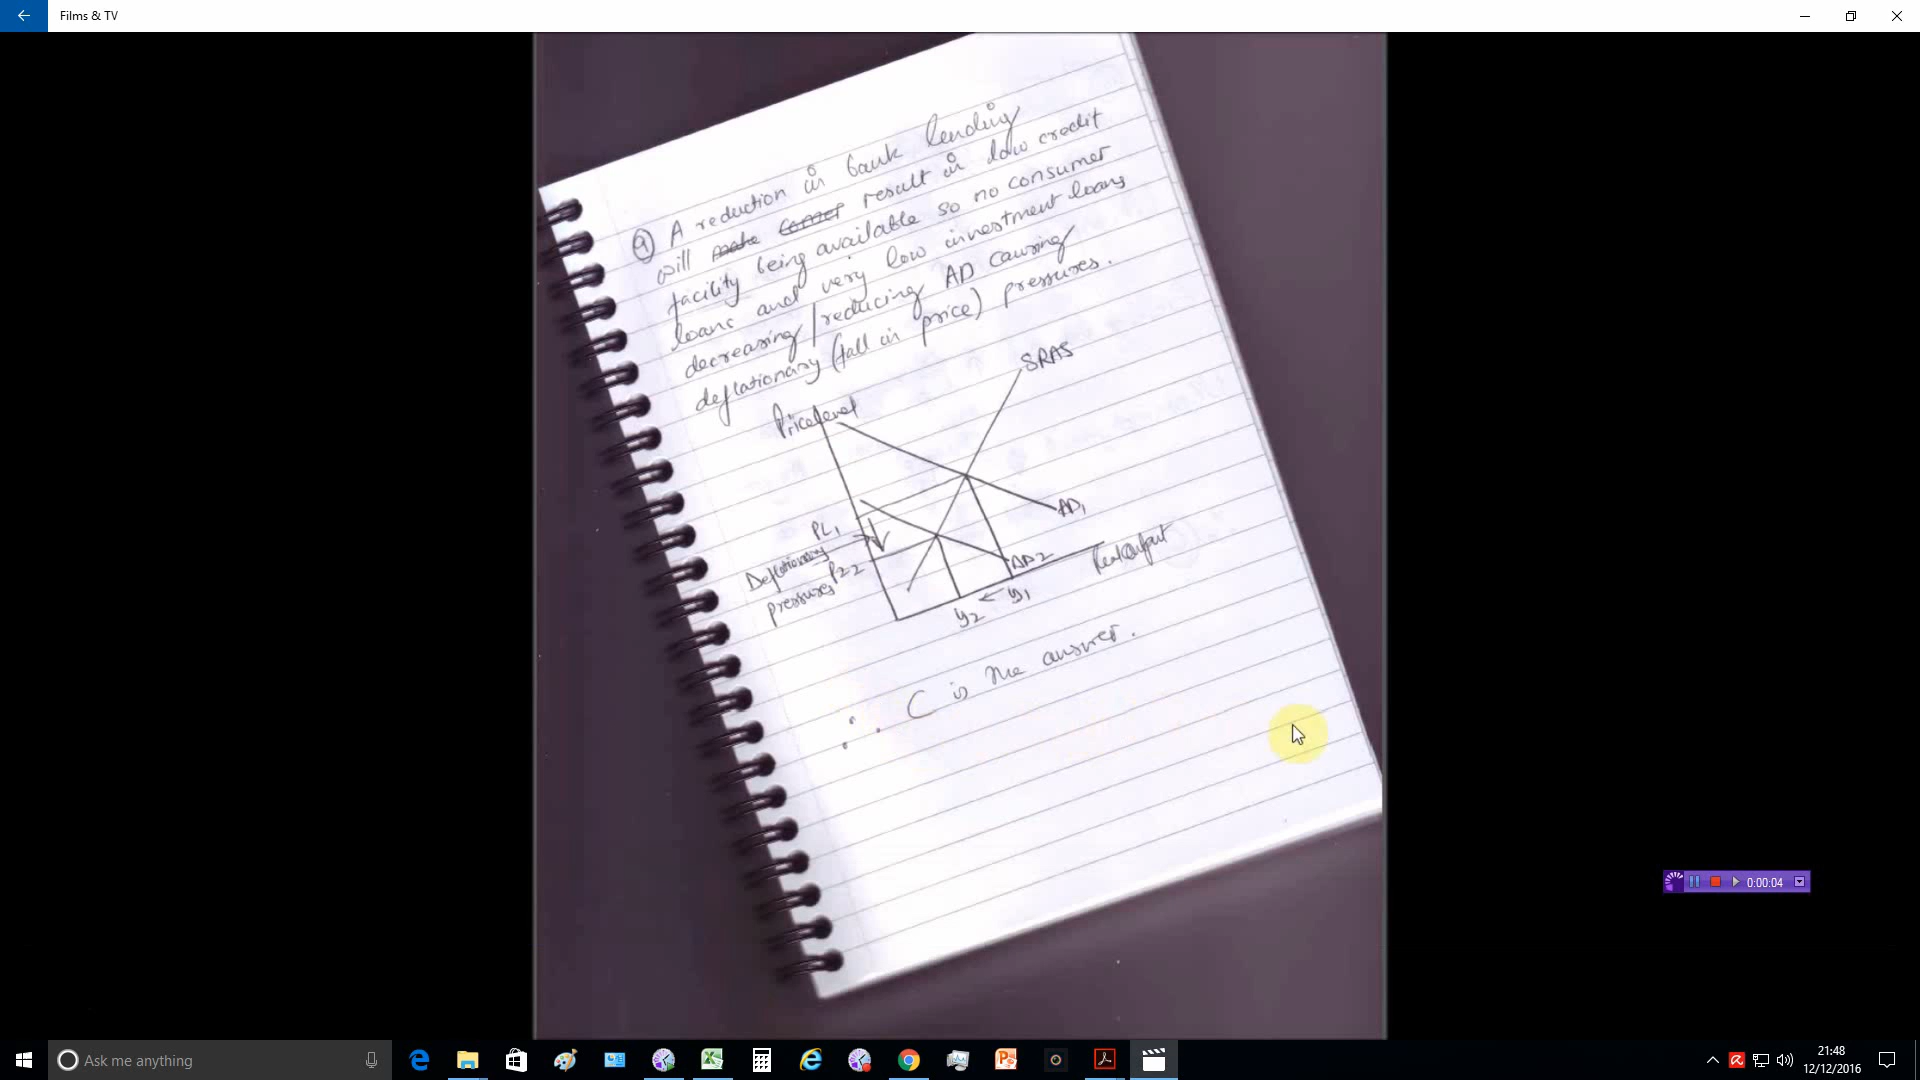 Films & TV
9 A reduction in bank lending
will result in low credit
facility being available so no consumer
loans and very low investment loans
decreasing/reducing AD causing
deflationary (fall in price) pressures.
SRAS
Price level
AD1
PL1
Deflationary
pressures
AD2
Real Output
y2 ← y1
∴ C is the answer.
0:00:04
Ask me anything
21:48
12/12/2016